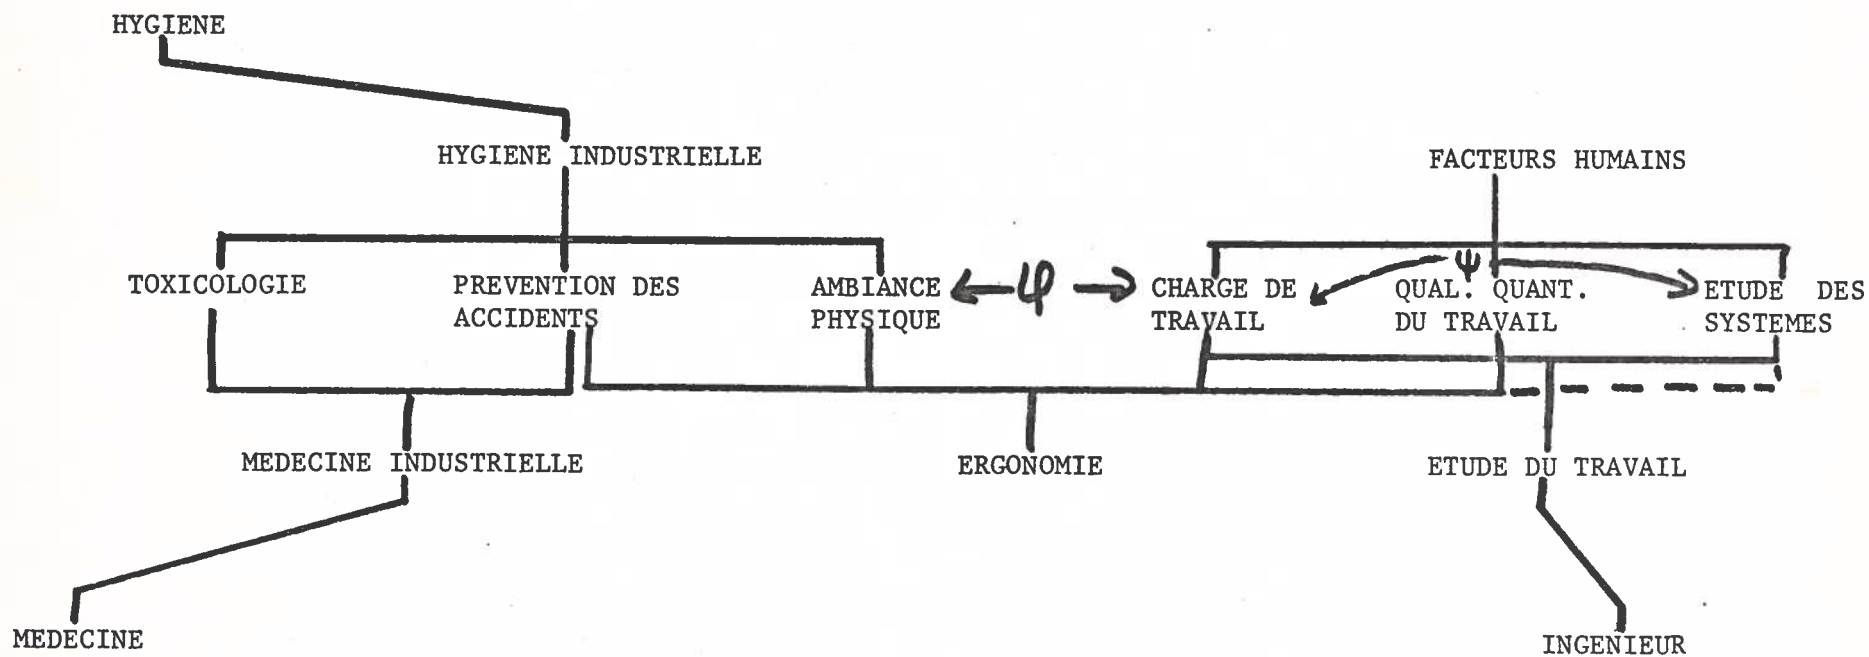 HYGIENE
HYGIENE INDUSTRIELLE
FACTEURS HUMAINS
TOXICOLOGIE
PREVENTION DES
ACCIDENTS
AMBIANCE
PHYSIQUE
φ
CHARGE DE
TRAVAIL
ψ
QUAL. QUANT.
DU TRAVAIL
ETUDE DES
SYSTEMES
MEDECINE INDUSTRIELLE
ERGONOMIE
ETUDE DU TRAVAIL
MEDECINE
INGENIEUR